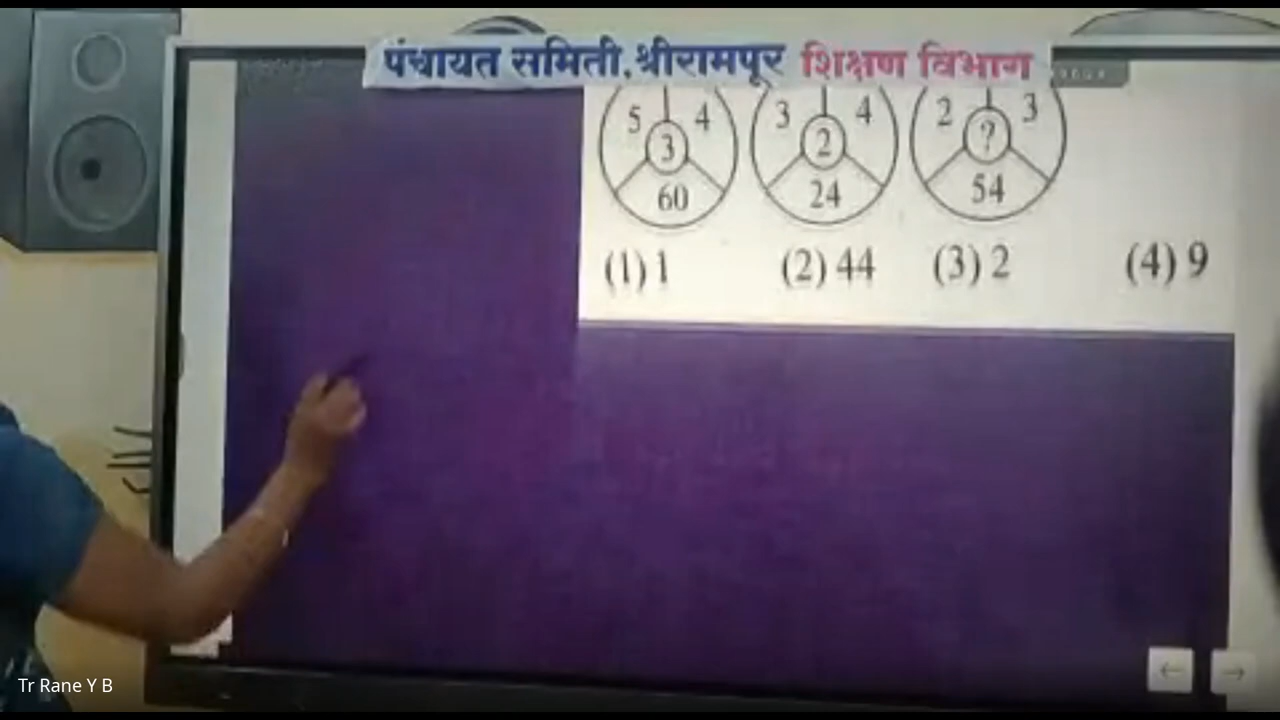 पंचायत समिती,श्रीरामपूर शिक्षण विभाग
5 4 3 4 2 3
3 2 ?
60 24 54
(1) 1 (2) 44 (3) 2 (4) 9
Tr Rane Y B